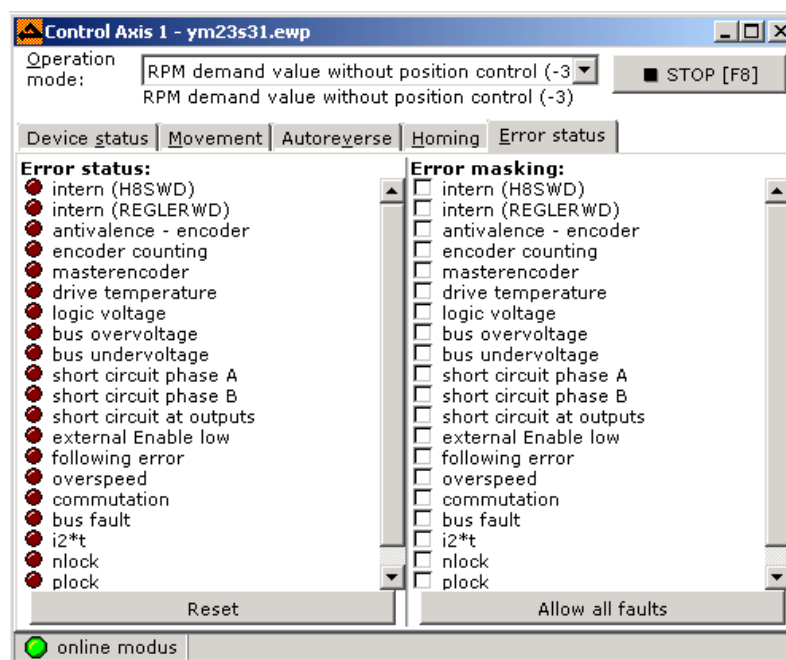 Control Axis 1 - ym23s31.ewp
Operation mode:
RPM demand value without position control (-3
STOP [F8]
RPM demand value without position control (-3)
Device status Movement Autoreverse Homing Error status
Error status:
intern (H8SWD)
intern (REGLERWD)
antivalence - encoder
encoder counting
masterencoder
drive temperature
logic voltage
bus overvoltage
bus undervoltage
short circuit phase A
short circuit phase B
short circuit at outputs
external Enable low
following error
overspeed
commutation
bus fault
i2*t
nlock
plock
Reset
Error masking:
intern (H8SWD)
intern (REGLERWD)
antivalence - encoder
encoder counting
masterencoder
drive temperature
logic voltage
bus overvoltage
bus undervoltage
short circuit phase A
short circuit phase B
short circuit at outputs
external Enable low
following error
overspeed
commutation
bus fault
i2*t
nlock
plock
Allow all faults
online modus